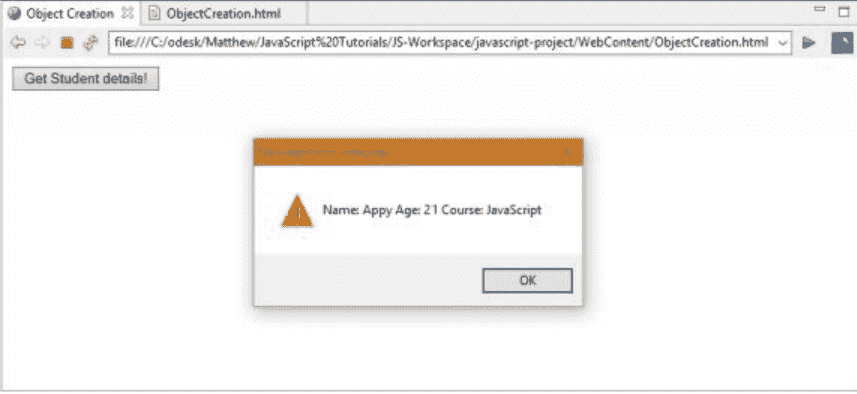 Object Creation
ObjectCreation.html
file:///C:/odesk/Matthew/JavaScript%20Tutorials/JS-Workspace/javascript-project/WebContent/ObjectCreation.html
Get Student details!
Name: Appy Age: 21 Course: JavaScript
OK